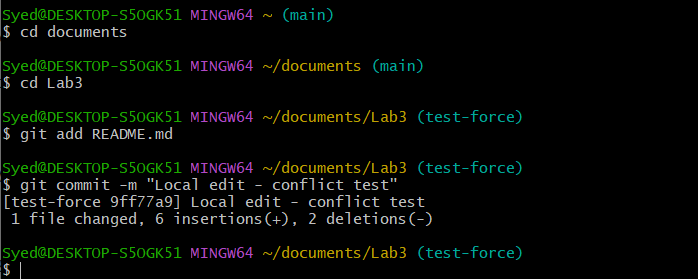 Syed@DESKTOP-S5OGK51 MINGW64 ~ (main)
$ cd documents
Syed@DESKTOP-S5OGK51 MINGW64 ~/documents (main)
$ cd Lab3
Syed@DESKTOP-S5OGK51 MINGW64 ~/documents/Lab3 (test-force)
$ git add README.md
Syed@DESKTOP-S5OGK51 MINGW64 ~/documents/Lab3 (test-force)
$ git commit -m "Local edit - conflict test"
[test-force 9ff77a9] Local edit - conflict test
 1 file changed, 6 insertions(+), 2 deletions(-)
Syed@DESKTOP-S5OGK51 MINGW64 ~/documents/Lab3 (test-force)
$